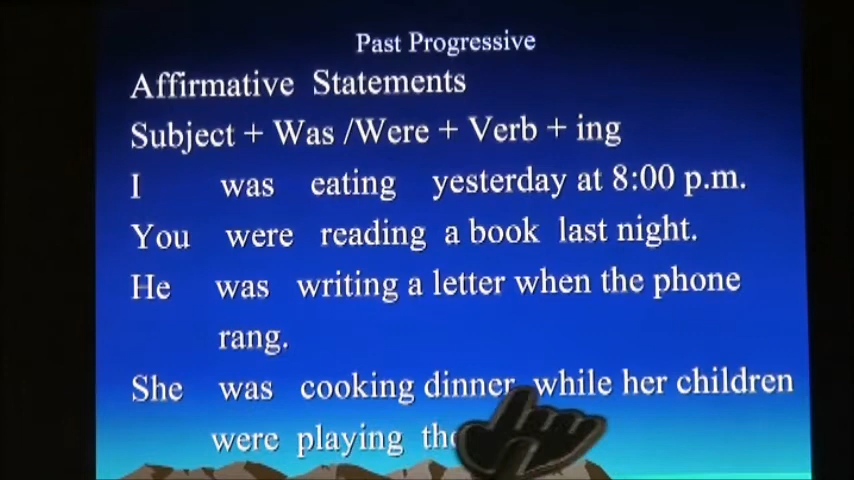 Past Progressive
Affirmative Statements
Subject + Was /Were + Verb + ing
I was eating yesterday at 8:00 p.m.
You were reading a book last night.
He was writing a letter when the phone
rang.
She was cooking dinner while her children
were playing